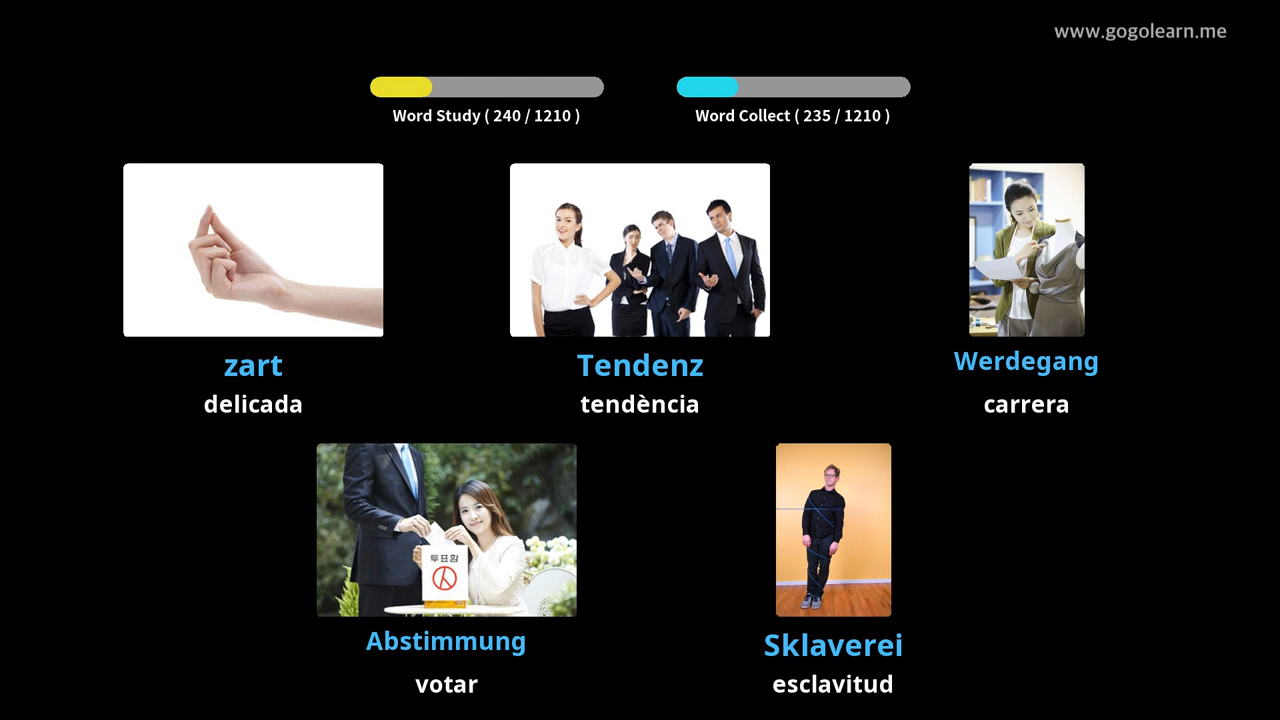 www.gogolearn.me
Word Study ( 240 / 1210 )
Word Collect ( 235 / 1210 )
zart
delicada
Tendenz
tendència
Werdegang
carrera
투표함
Abstimmung
votar
Sklaverei
esclavitud